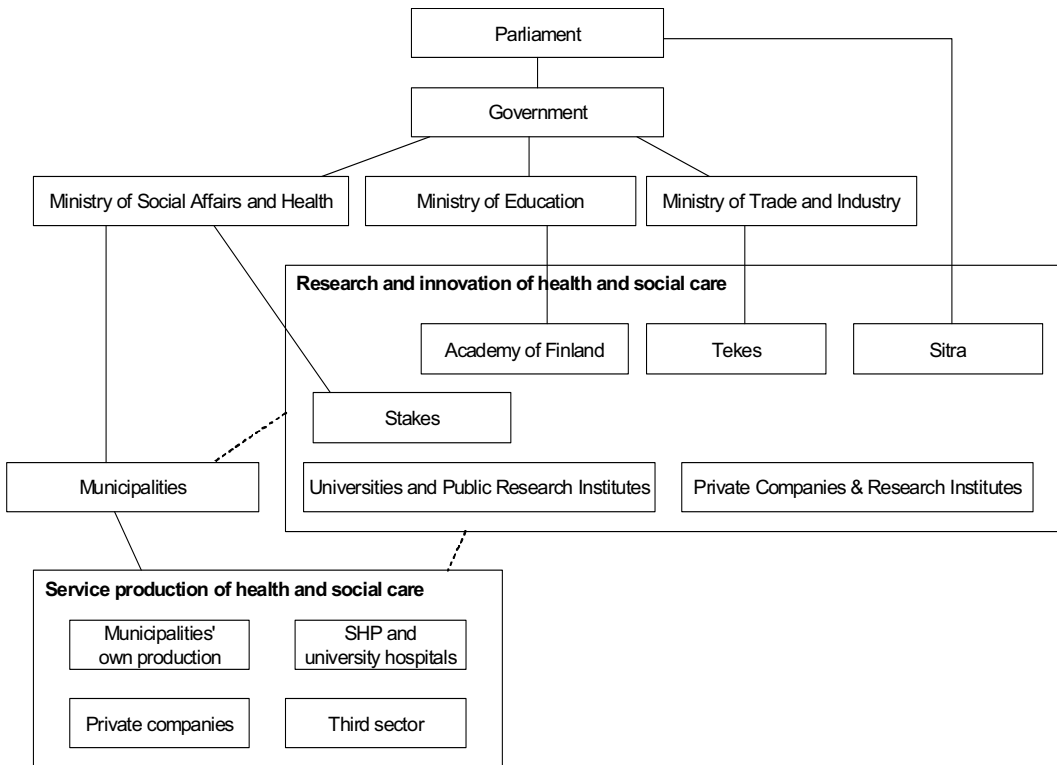 Parliament
Government
Ministry of Social Affairs and Health
Ministry of Education
Ministry of Trade and Industry
Research and innovation of health and social care
Academy of Finland
Tekes
Sitra
Stakes
Municipalities
Universities and Public Research Institutes
Private Companies & Research Institutes
Service production of health and social care
Municipalities'
own production
SHP and
university hospitals
Private companies
Third sector